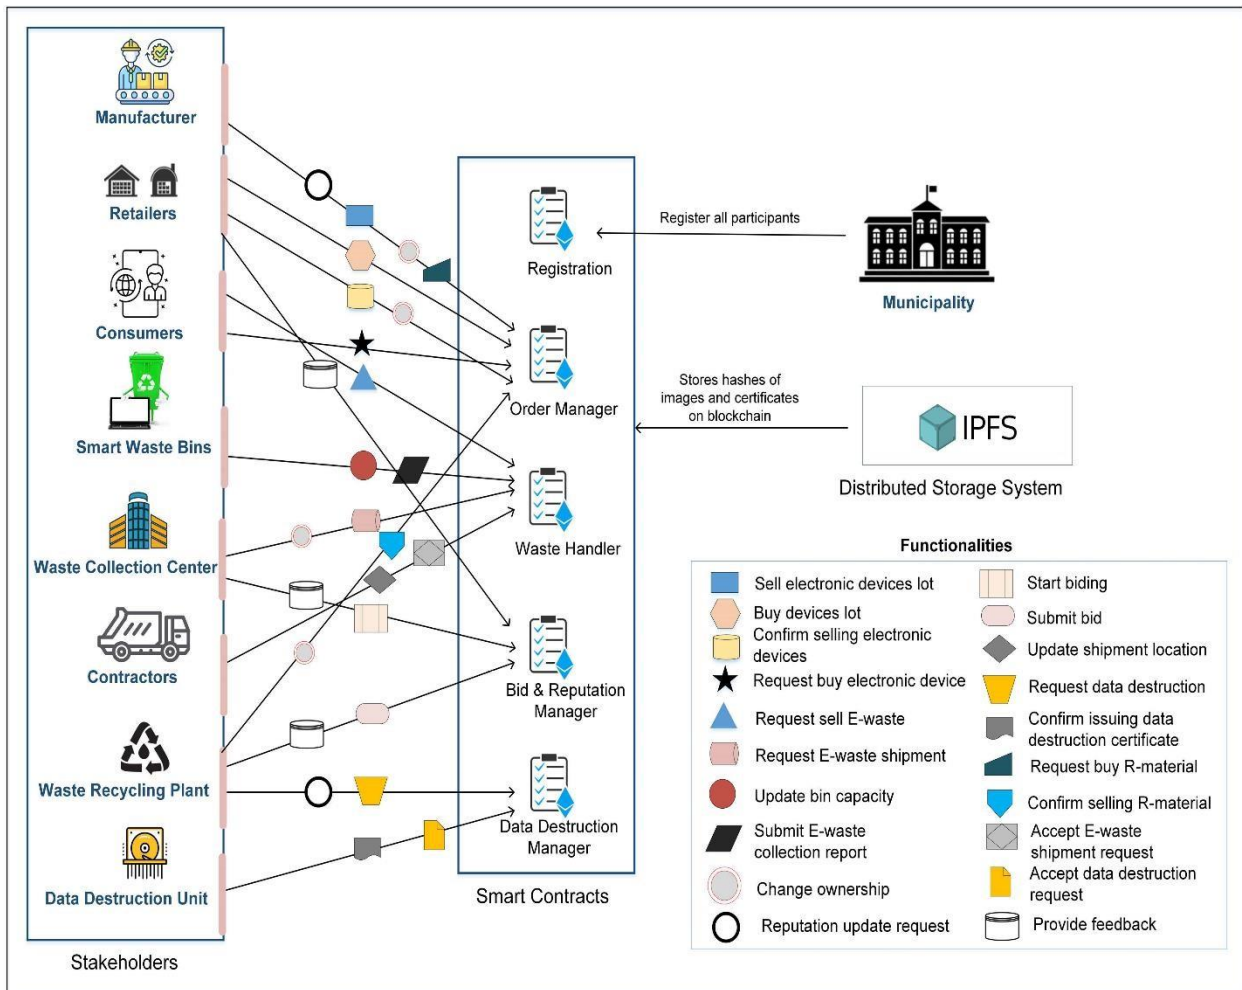 Manufacturer
Retailers
Consumers
Smart Waste Bins
Waste Collection Center
Contractors
Waste Recycling Plant
Data Destruction Unit
Stakeholders
Registration
Order Manager
Waste Handler
Bid & Reputation
Manager
Data Destruction
Manager
Smart Contracts
Register all participants
Municipality
Stores hashes of
images and certificates
on blockchain
IPFS
Distributed Storage System
Functionalities
Sell electronic devices lot
Buy devices lot
Confirm selling electronic
devices
Request buy electronic device
Request sell E-waste
Request E-waste shipment
Update bin capacity
Submit E-waste
collection report
Change ownership
Reputation update request
Start biding
Submit bid
Update shipment location
Request data destruction
Confirm issuing data
destruction certificate
Request buy R-material
Confirm selling R-material
Accept E-waste
shipment request
Accept data destruction
request
Provide feedback